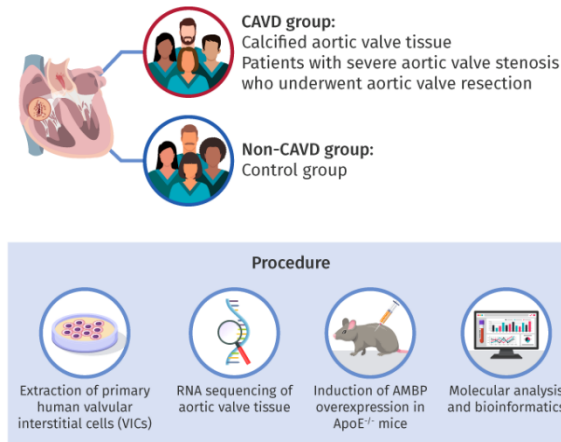 CAVD group:
Calcified aortic valve tissue
Patients with severe aortic valve stenosis
who underwent aortic valve resection
Non-CAVD group:
Control group
Procedure
Extraction of primary
human valvular
interstitial cells (VICs)
RNA sequencing of
aortic valve tissue
Induction of AMBP
overexpression in
ApoE-/- mice
Molecular analysis
and bioinformatics